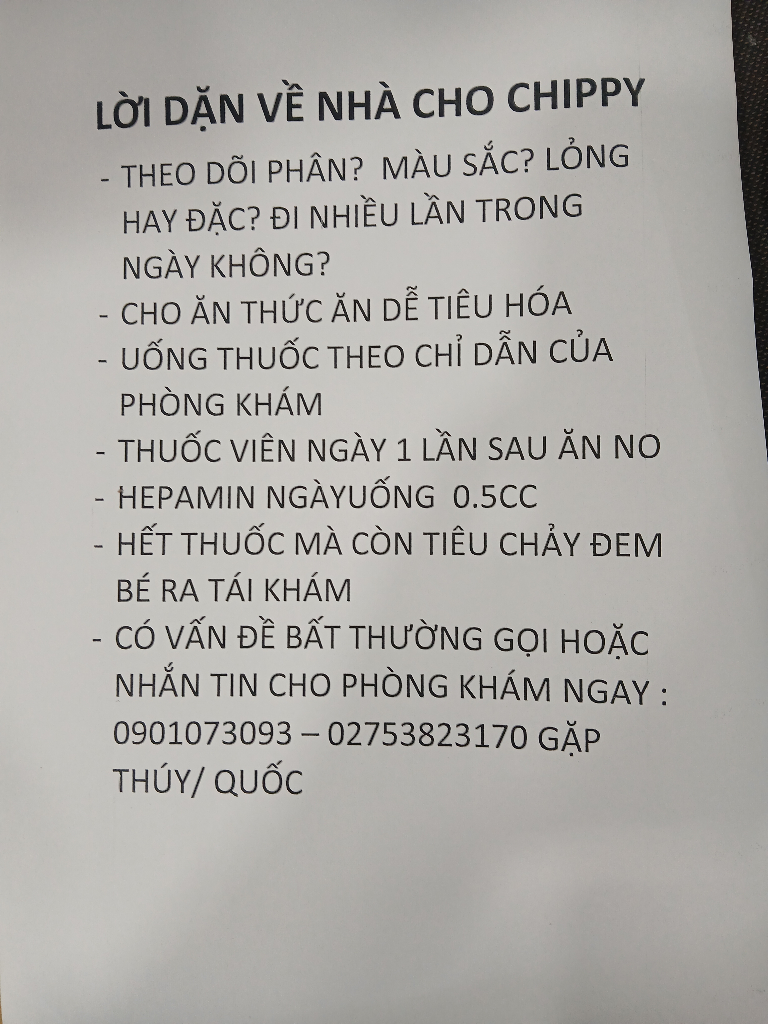 LỜI DẶN VỀ NHÀ CHO CHIPPY
- THEO DÕI PHÂN? MÀU SẮC? LỎNG
HAY ĐẶC? ĐI NHIỀU LẦN TRONG
NGÀY KHÔNG?
- CHO ĂN THỨC ĂN DỄ TIÊU HÓA
- UỐNG THUỐC THEO CHỈ DẪN CỦA
PHÒNG KHÁM
- THUỐC VIÊN NGÀY 1 LẦN SAU ĂN NO
- HEPAMIN NGÀYUỐNG 0.5CC
- HẾT THUỐC MÀ CÒN TIÊU CHẢY ĐEM
BÉ RA TÁI KHÁM
- CÓ VẤN ĐỀ BẤT THƯỜNG GỌI HOẶC
NHẮN TIN CHO PHÒNG KHÁM NGAY :
0901073093 – 02753823170 GẶP
THÚY/ QUỐC